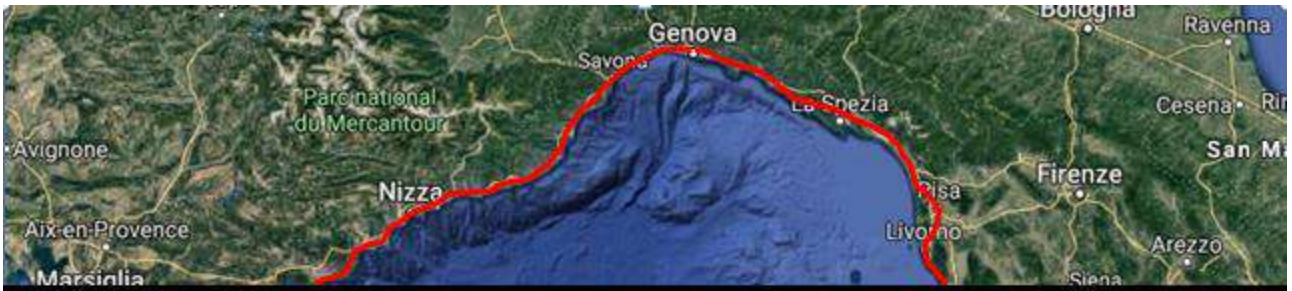 Bologna
Ravenna
Genova
Savona
Parc national
du Mercantour
La Spezia
Cesena
Rir
Avignone
San Ma
Firenze
Nizza
Pisa
Aix-en-Provence
Livorno
Arezzo
Marsiglia
Siena